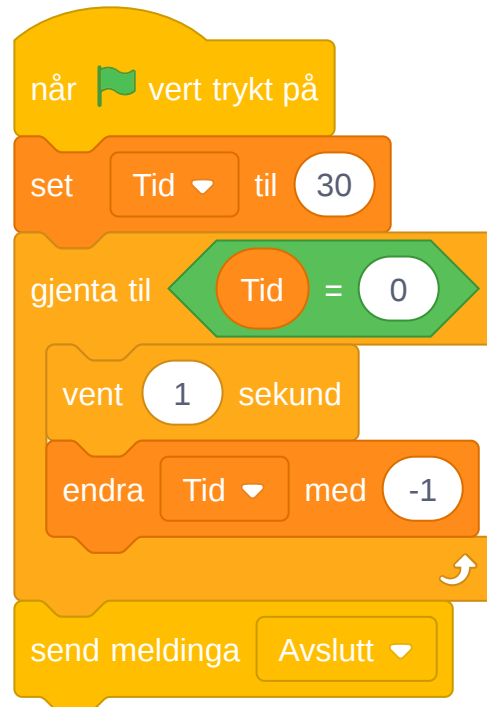 når vert trykt på
set Tid til 30
gjenta til Tid = 0
vent 1 sekund
endra Tid med -1
send meldinga Avslutt